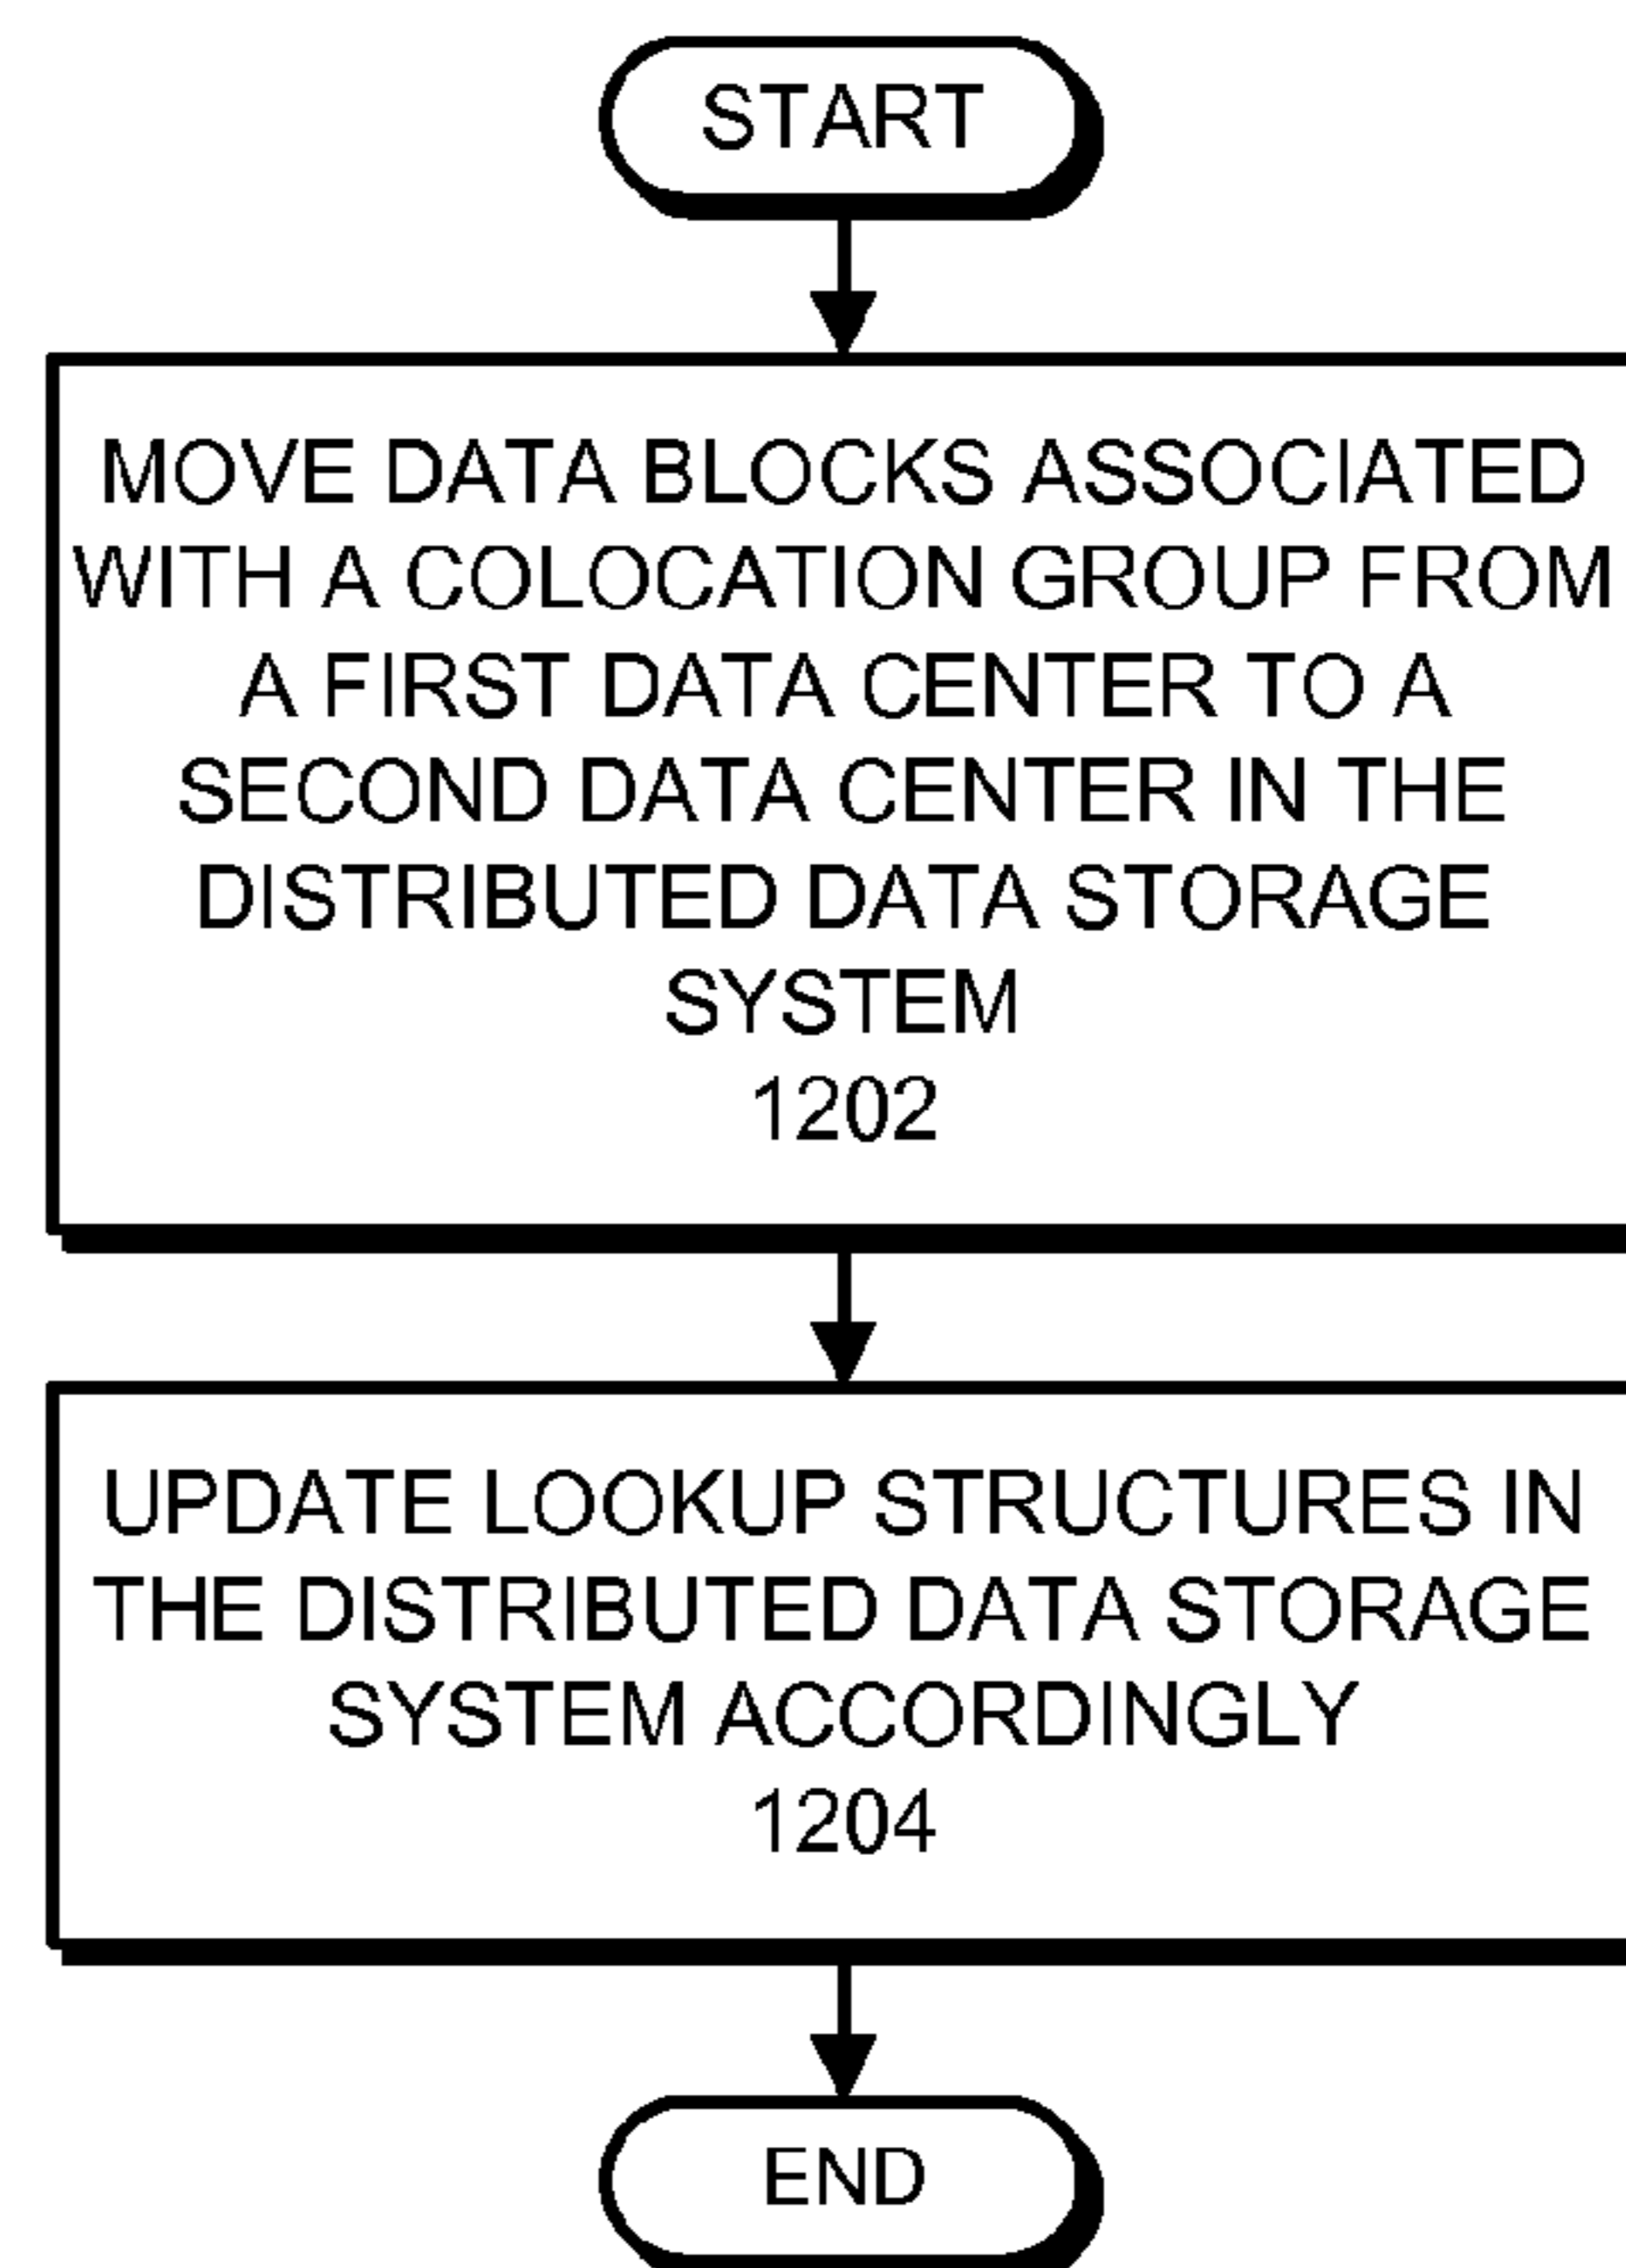 START
MOVE DATA BLOCKS ASSOCIATED
WITH A COLOCATION GROUP FROM
A FIRST DATA CENTER TO A
SECOND DATA CENTER IN THE
DISTRIBUTED DATA STORAGE
SYSTEM
1202
UPDATE LOOKUP STRUCTURES IN
THE DISTRIBUTED DATA STORAGE
SYSTEM ACCORDINGLY
1204
END